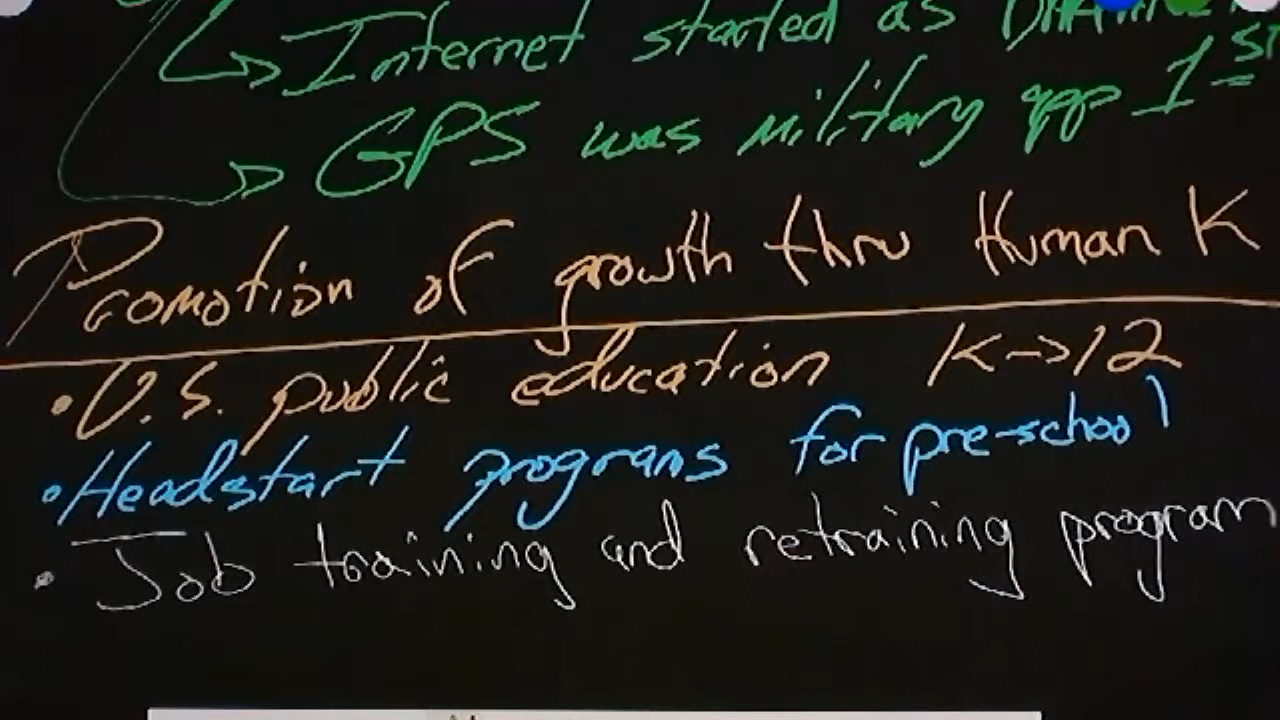 Internet started as
GPS was military app 1st
Promotion of growth thru Human K
• U.S. public education K→12
• Headstart programs for pre-school
• Job training and retraining program